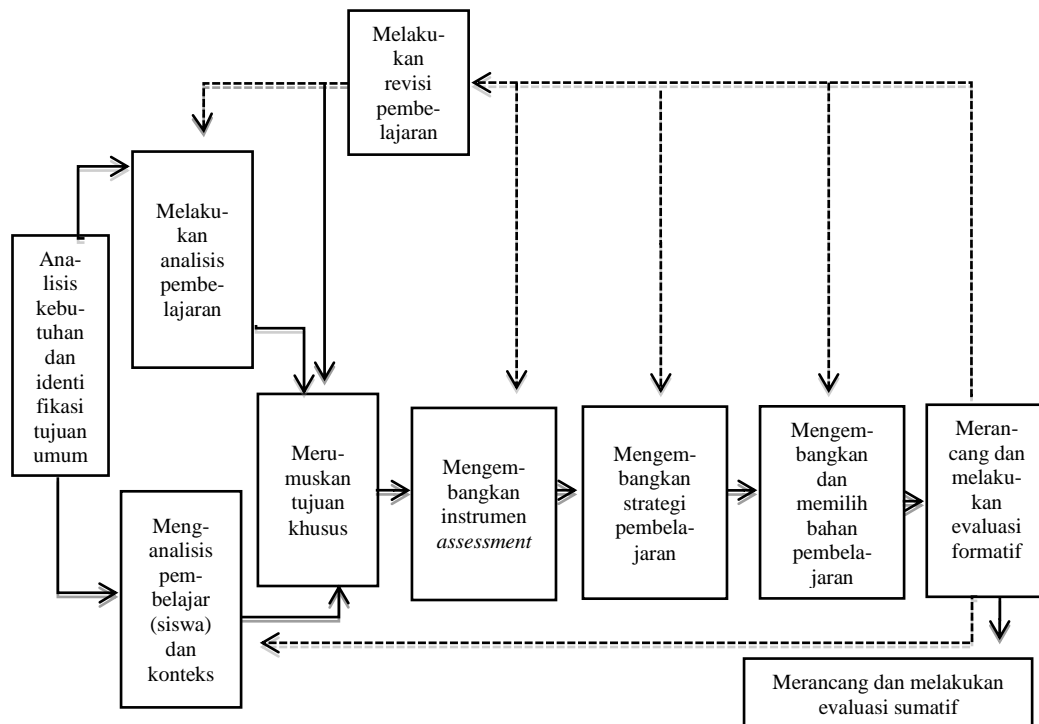 Melaku-
kan
revisi
pembe-
lajaran
Melaku-
kan
analisis
pembe-
lajaran
Ana-
lisis
kebu-
tuhan
dan
identi
fikasi
tujuan
umum
Meng-
analisis
pem-
belajar
(siswa)
dan
konteks
Meru-
muskan
tujuan
khusus
Mengem-
bangkan
instrumen
assessment
Mengem-
bangkan
strategi
pembela-
jaran
Mengem-
bangkan
dan
memilih
bahan
pembela-
jaran
Meran-
cang dan
melaku-
kan
evaluasi
formatif
Merancang dan melakukan
evaluasi sumatif